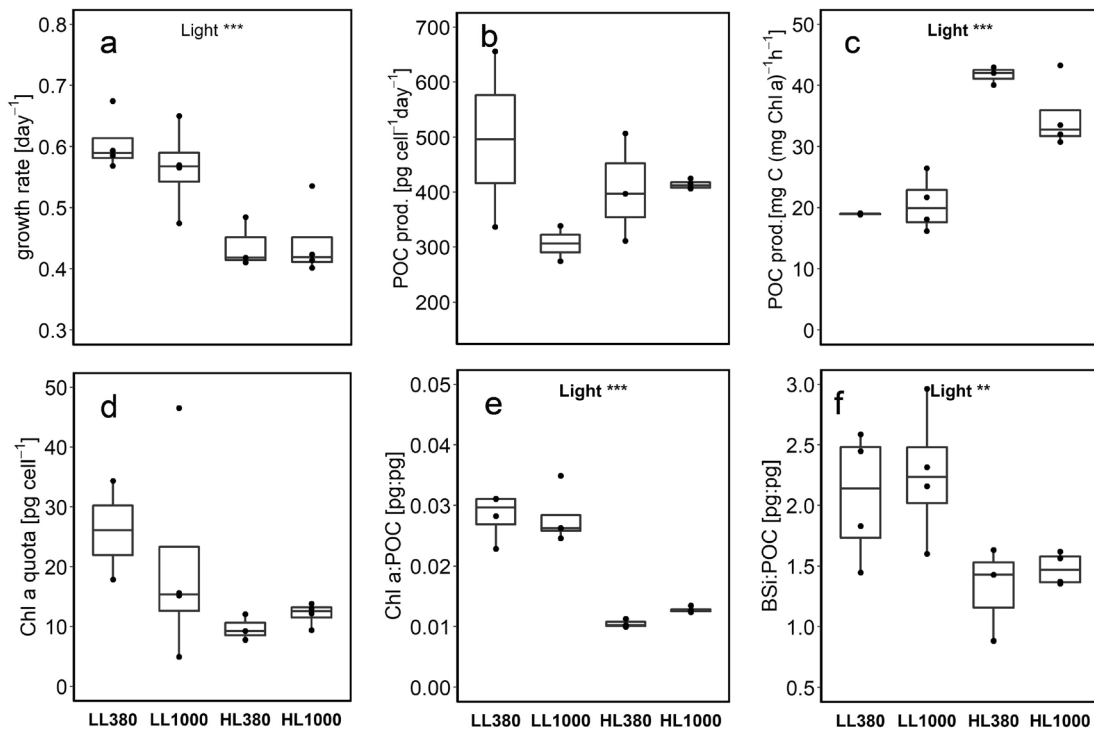 a
Light ***
growth rate [day⁻¹]
0.8
0.7
0.6
0.5
0.4
0.3
b
POC prod. [pg cell⁻¹day⁻¹]
700
600
500
400
300
200
c
Light ***
POC prod.[mg C (mg Chl a)⁻¹h⁻¹]
50
40
30
20
10
0
d
Chl a quota [pg cell⁻¹]
50
40
30
20
10
0
LL380 LL1000 HL380 HL1000
e
Light ***
Chl a:POC [pg:pg]
0.05
0.04
0.03
0.02
0.01
0.00
LL380 LL1000 HL380 HL1000
f
Light **
BSi:POC [pg:pg]
3.0
2.5
2.0
1.5
1.0
0.5
LL380 LL1000 HL380 HL1000